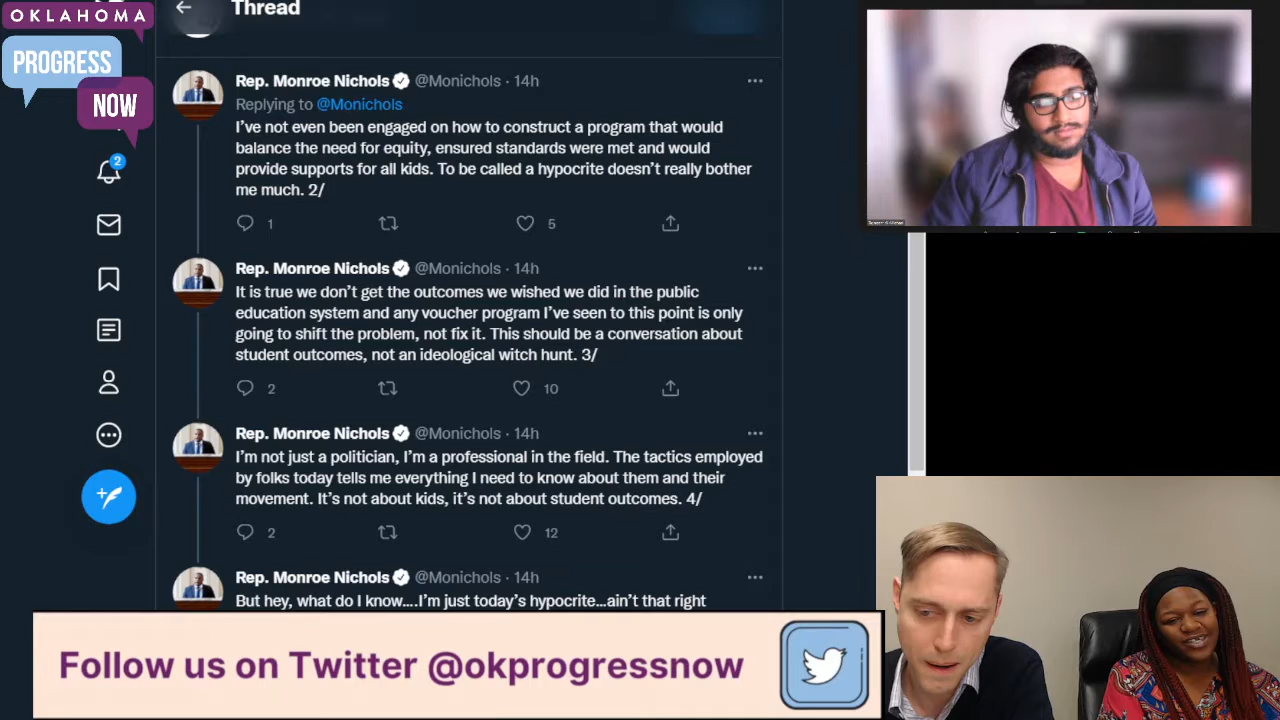 OKLAHOMA
PROGRESS
NOW
Thread
2
Rep. Monroe Nichols @Monichols · 14h
Replying to @Monichols
I've not even been engaged on how to construct a program that would
balance the need for equity, ensured standards were met and would
provide supports for all kids. To be called a hypocrite doesn't really bother
me much. 2/
1 5
Rep. Monroe Nichols @Monichols · 14h
It is true we don't get the outcomes we wished we did in the public
education system and any voucher program I've seen to this point is only
going to shift the problem, not fix it. This should be a conversation about
student outcomes, not an ideological witch hunt. 3/
2 10
Rep. Monroe Nichols @Monichols · 14h
I'm not just a politician, I'm a professional in the field. The tactics employed
by folks today tells me everything I need to know about them and their
movement. It's not about kids, it's not about student outcomes. 4/
2 12
Rep. Monroe Nichols @Monichols · 14h
But hey, what do I know....I'm just today's hypocrite...ain't that right
Follow us on Twitter @okprogressnow